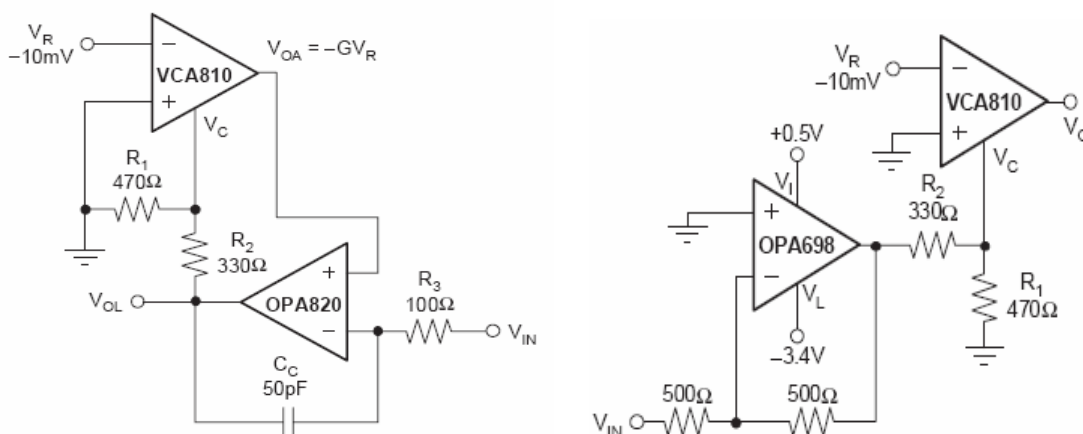 V_R
–10mV
–
VCA810
+
V_OA = –GV_R
V_C
R_1
470Ω
R_2
330Ω
V_OL
+
OPA820
–
R_3
100Ω
V_IN
C_C
50pF
V_R
–10mV
–
VCA810
+
V_C
+0.5V
V_I
+
OPA698
–
V_L
–3.4V
R_2
330Ω
R_1
470Ω
500Ω
500Ω
V_IN